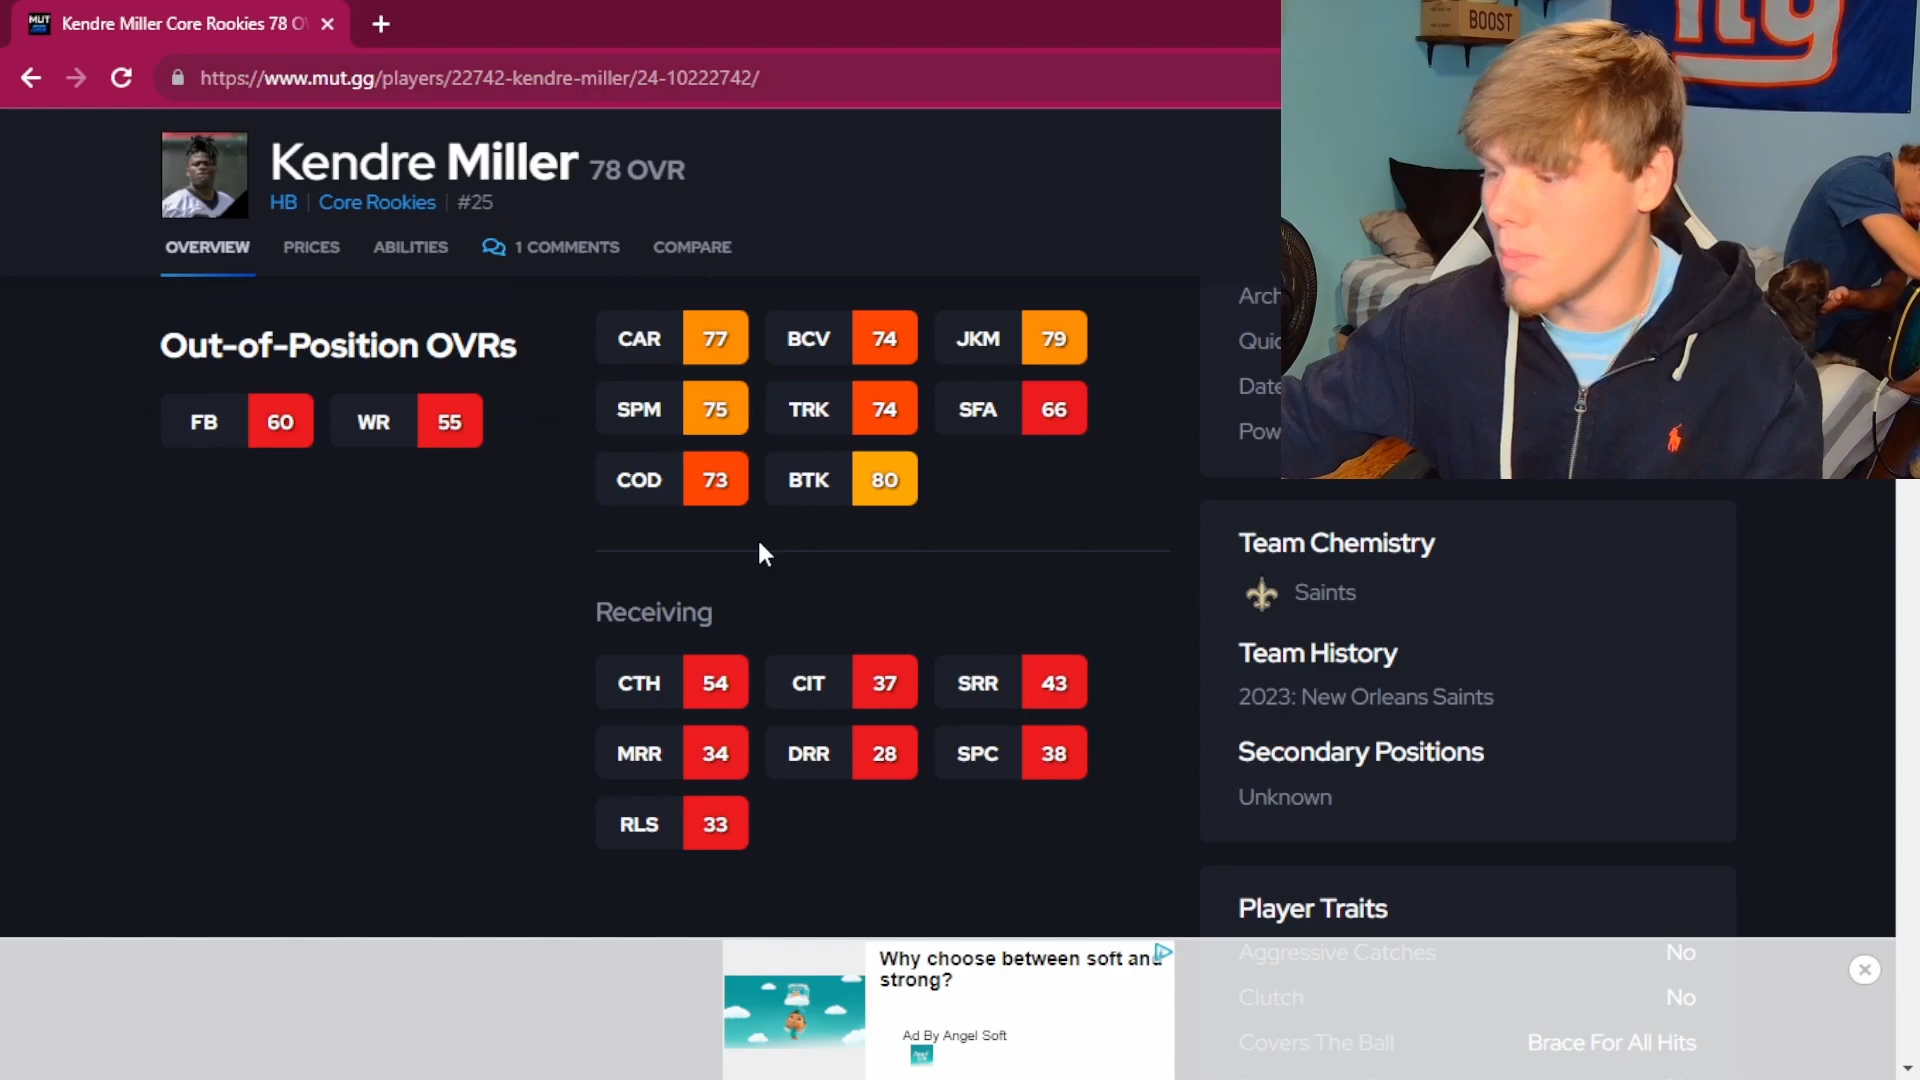 MUT
Kendre Miller Core Rookies 78 O
https://www.mut.gg/players/22742-kendre-miller/24-10222742/
BOOST
ny
Kendre Miller 78 OVR
HB | Core Rookies | #25
OVERVIEW PRICES ABILITIES 1 COMMENTS COMPARE
Out-of-Position OVRs
FB 60 WR 55
CAR 77 BCV 74 JKM 79
SPM 75 TRK 74 SFA 66
COD 73 BTK 80
Receiving
CTH 54 CIT 37 SRR 43
MRR 34 DRR 28 SPC 38
RLS 33
Arch
Quic
Date
Pow
Team Chemistry
Saints
Team History
2023: New Orleans Saints
Secondary Positions
Unknown
Player Traits
Aggressive Catches No
Clutch No
Covers The Ball Brace For All Hits
Why choose between soft and
strong?
Ad By Angel Soft